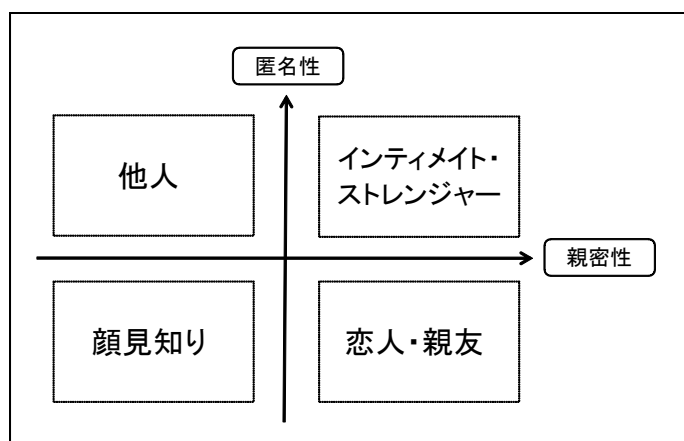 匿名性
他人
インティメイト・
ストレンジャー
親密性
顔見知り
恋人・親友